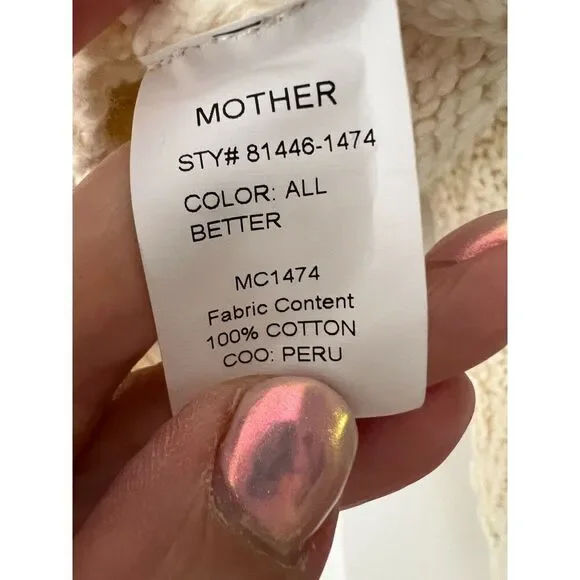 MOTHER
STY# 81446-1474
COLOR: ALL
BETTER
MC1474
Fabric Content
100% COTTON
COO: PERU